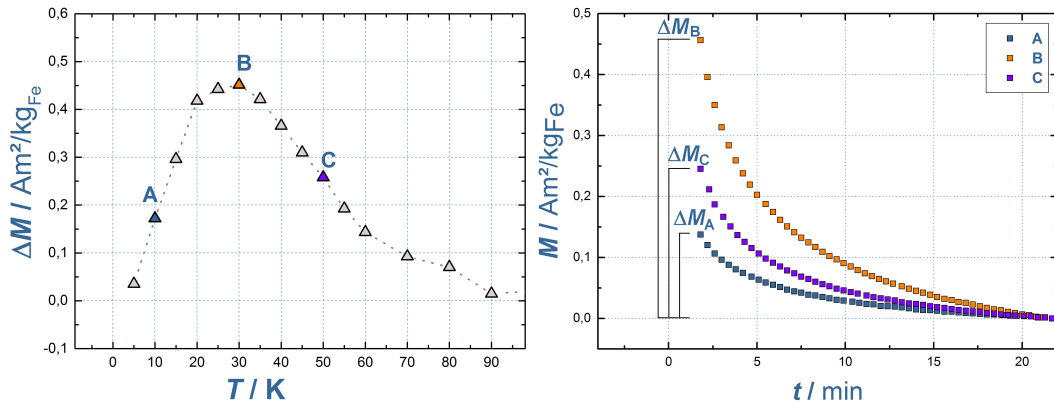 ΔM / Am²/kgFe
0,6
0,5
0,4
0,3
0,2
0,1
0,0
-0,1
A
B
C
0 10 20 30 40 50 60 70 80 90
T / K
M / Am²/kgFe
0,5
0,4
0,3
0,2
0,1
0,0
ΔMB
ΔMC
ΔMA
A
B
C
0 5 10 15 20
t / min